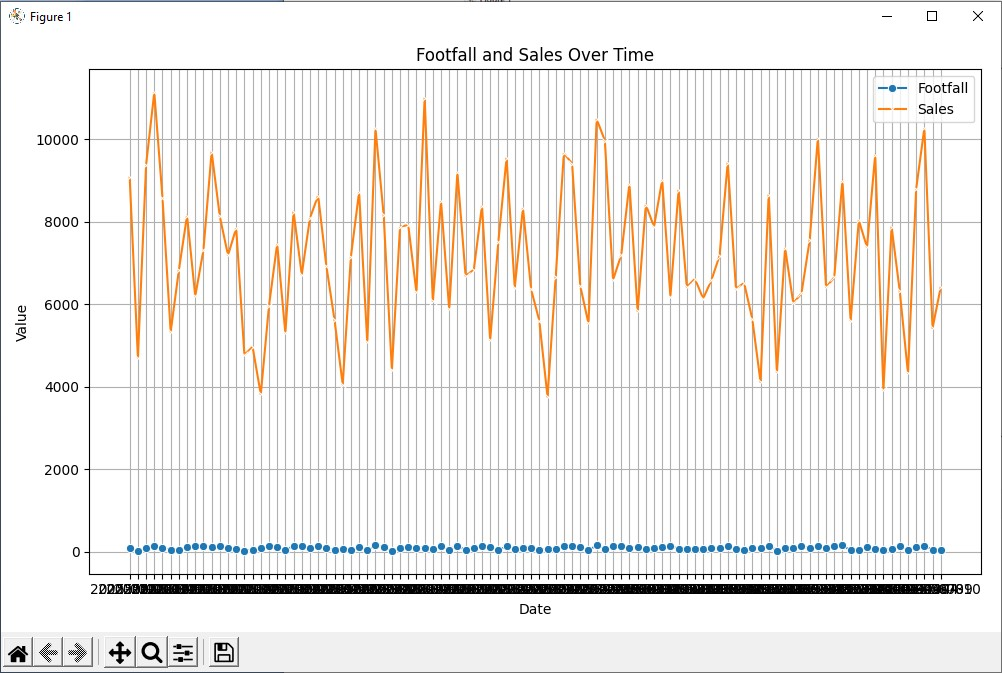 Figure 1
Footfall and Sales Over Time
Footfall
Sales
10000
8000
6000
4000
2000
0
Value
Date